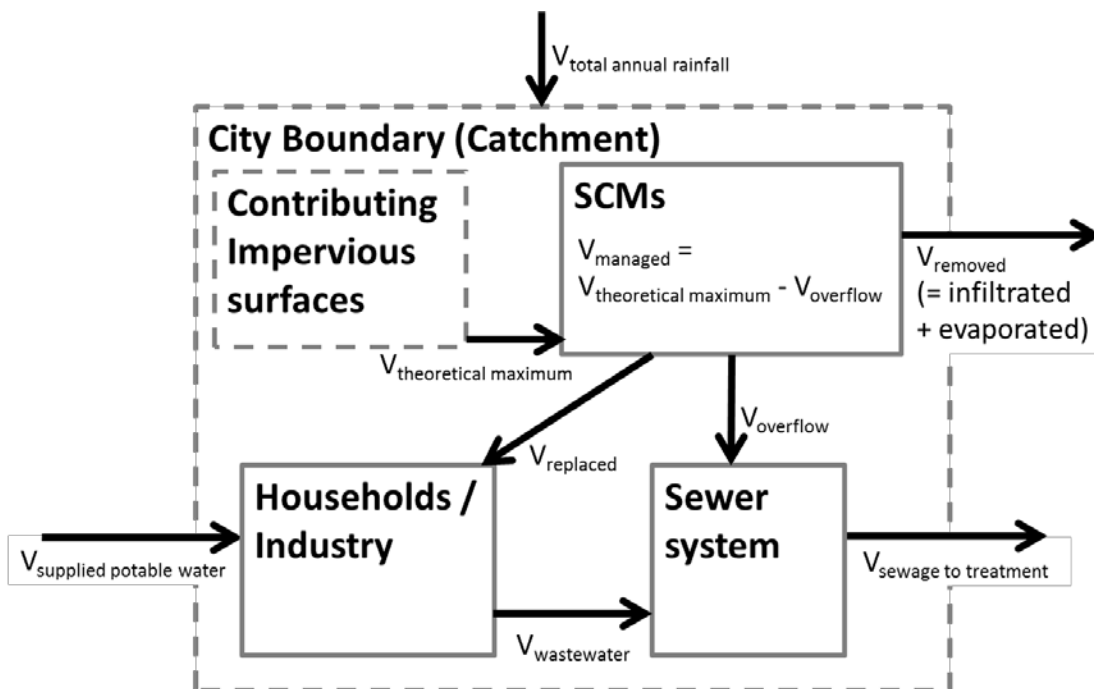 V total annual rainfall
City Boundary (Catchment)
Contributing
Impervious
surfaces
SCMs
V managed =
V theoretical maximum - V overflow
V removed
(= infiltrated
+ evaporated)
V theoretical maximum
V overflow
V replaced
Households /
Industry
Sewer
system
V supplied potable water
V sewage to treatment
V wastewater